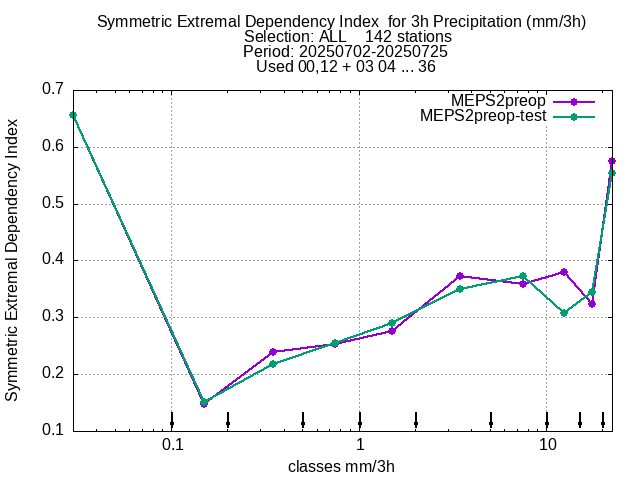 Symmetric Extremal Dependency Index  for 3h Precipitation (mm/3h)
Selection: ALL    142 stations
Period: 20250702-20250725
Used 00,12 + 03 04 ... 36
MEPS2preop
MEPS2preop-test
Symmetric Extremal Dependency Index
0.7
0.6
0.5
0.4
0.3
0.2
0.1
0.1 1 10
classes mm/3h